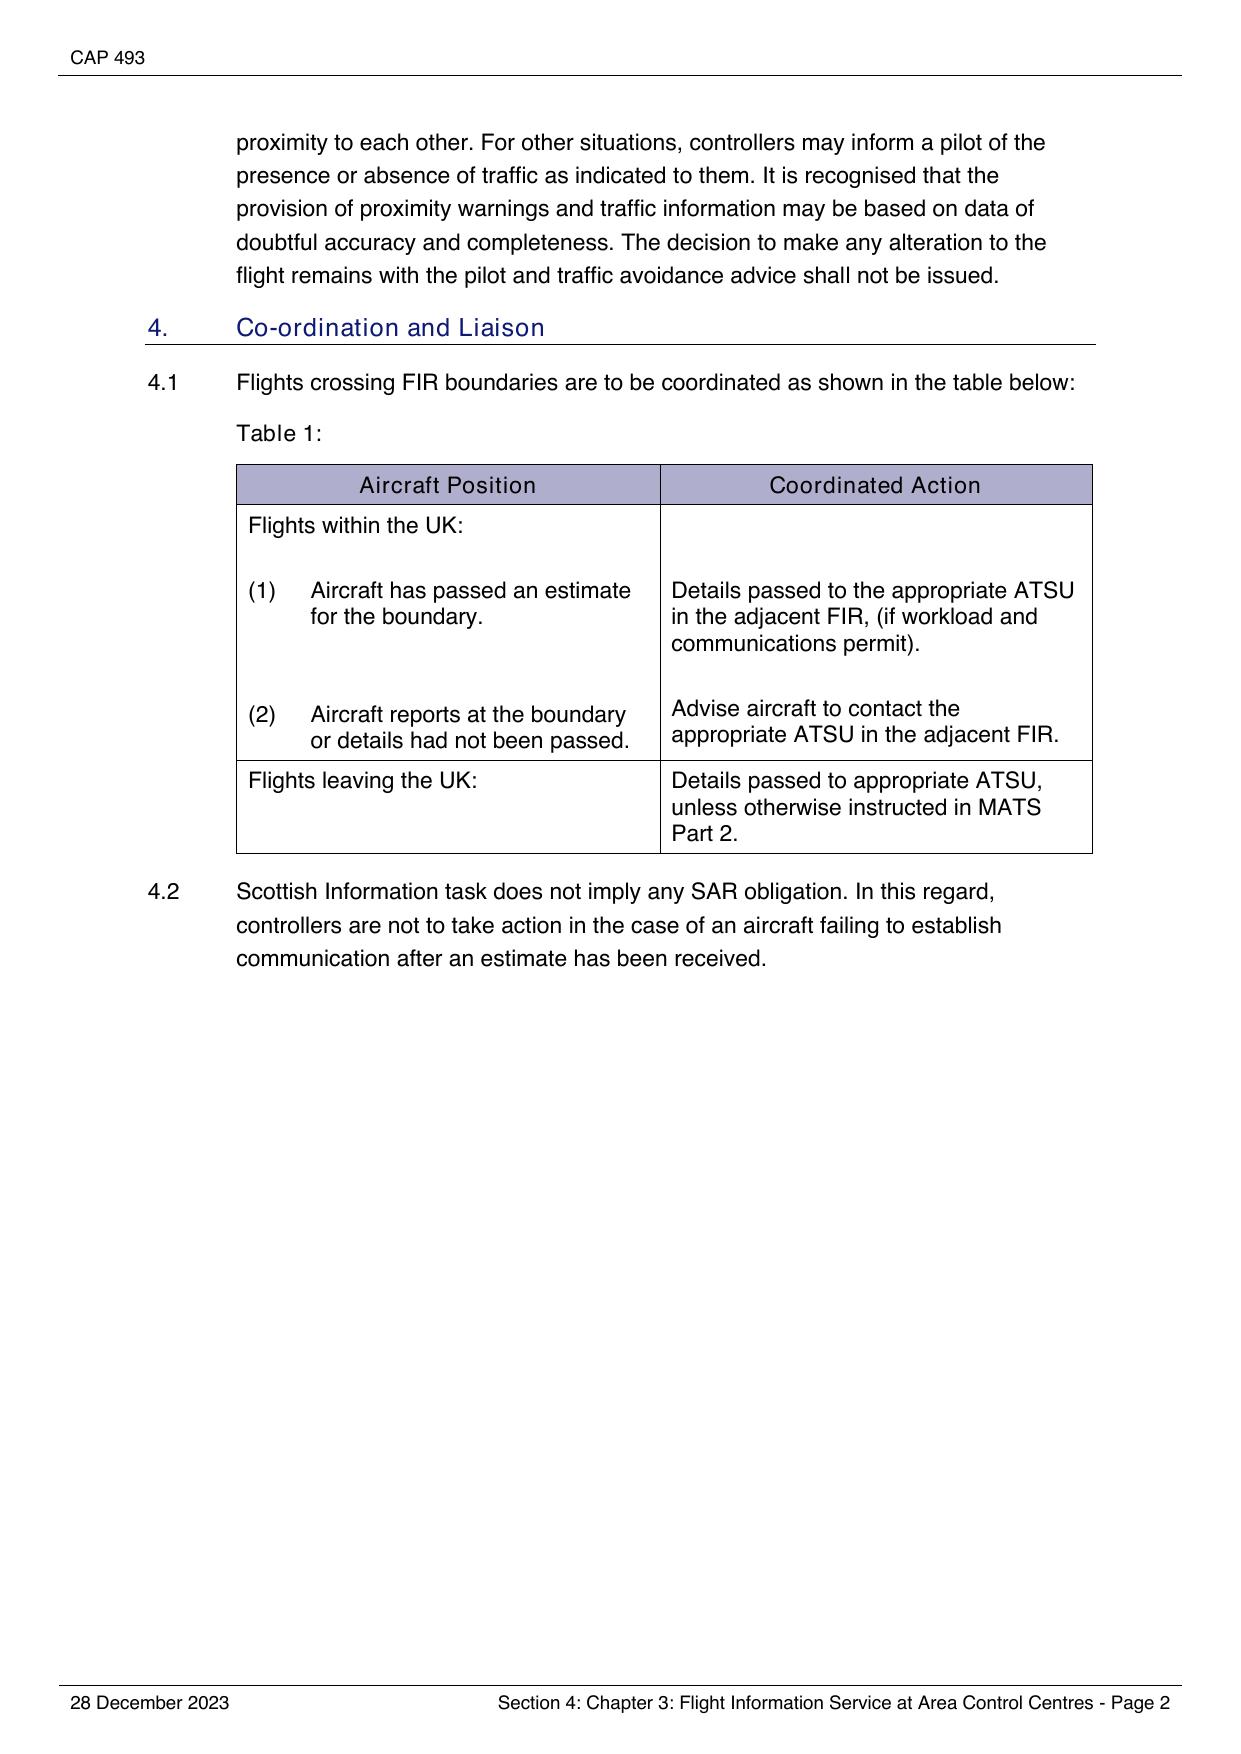 CAP 493
proximity to each other. For other situations, controllers may inform a pilot of the
presence or absence of traffic as indicated to them. It is recognised that the
provision of proximity warnings and traffic information may be based on data of
doubtful accuracy and completeness. The decision to make any alteration to the
flight remains with the pilot and traffic avoidance advice shall not be issued.
4. Co-ordination and Liaison
4.1 Flights crossing FIR boundaries are to be coordinated as shown in the table below:
Table 1:
Aircraft Position
Coordinated Action
Flights within the UK:
(1) Aircraft has passed an estimate
for the boundary.
Details passed to the appropriate ATSU
in the adjacent FIR, (if workload and
communications permit).
(2) Aircraft reports at the boundary
or details had not been passed.
Advise aircraft to contact the
appropriate ATSU in the adjacent FIR.
Flights leaving the UK:
Details passed to appropriate ATSU,
unless otherwise instructed in MATS
Part 2.
4.2 Scottish Information task does not imply any SAR obligation. In this regard,
controllers are not to take action in the case of an aircraft failing to establish
communication after an estimate has been received.
28 December 2023
Section 4: Chapter 3: Flight Information Service at Area Control Centres - Page 2